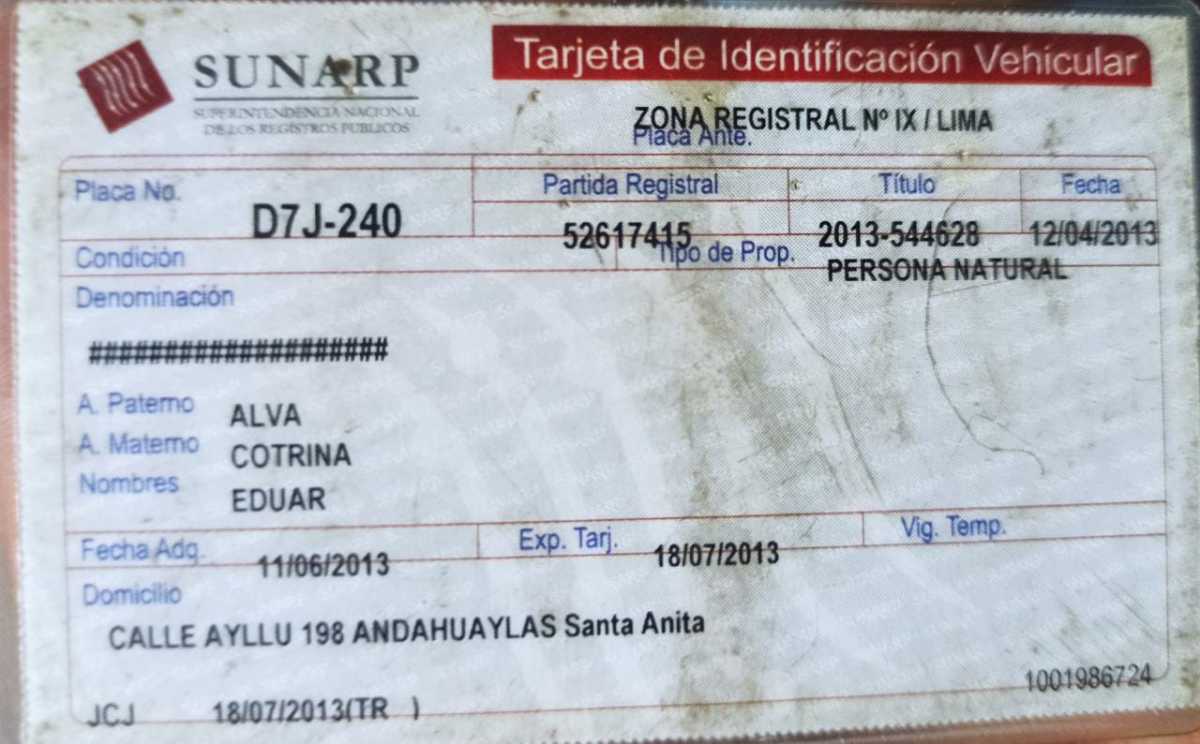 SUNARP
SUPERINTENDENCIA NACIONAL
DE LOS REGISTROS PUBLICOS
Tarjeta de Identificación Vehicular
ZONA REGISTRAL Nº IX / LIMA
Placa Ante.
Placa No.
D7J-240
Partida Registral
52617415
Título
2013-544628
Fecha
12/04/2013
Condición
Tipo de Prop.
PERSONA NATURAL
Denominación
####################
A. Paterno ALVA
A. Materno COTRINA
Nombres EDUAR
Fecha Adq. 11/06/2013
Exp. Tarj. 18/07/2013
Vig. Temp.
Domicilio
CALLE AYLLU 198 ANDAHUAYLAS Santa Anita
1001986724
JCJ 18/07/2013(TR )